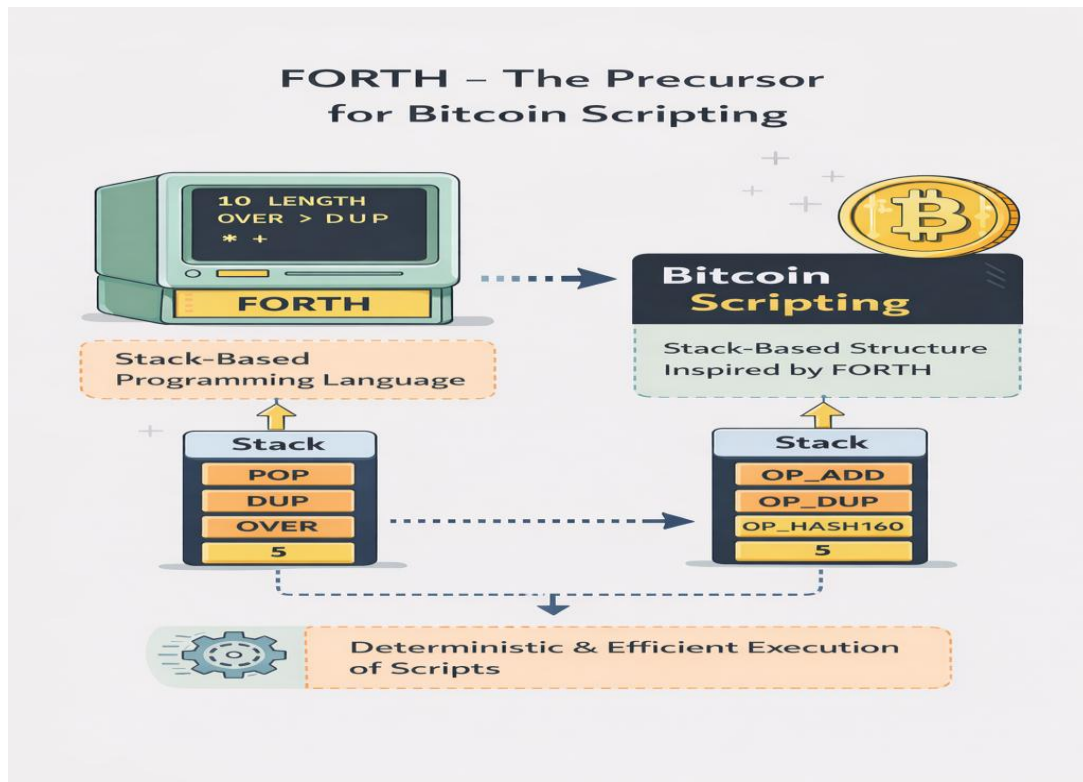 FORTH – The Precursor
for Bitcoin Scripting
10 LENGTH
OVER > DUP
* +
FORTH
Bitcoin
Scripting
Stack-Based
Programming Language
Stack-Based Structure
Inspired by FORTH
Stack
POP
DUP
OVER
5
Stack
OP_ADD
OP_DUP
OP_HASH160
5
Deterministic & Efficient Execution
of Scripts